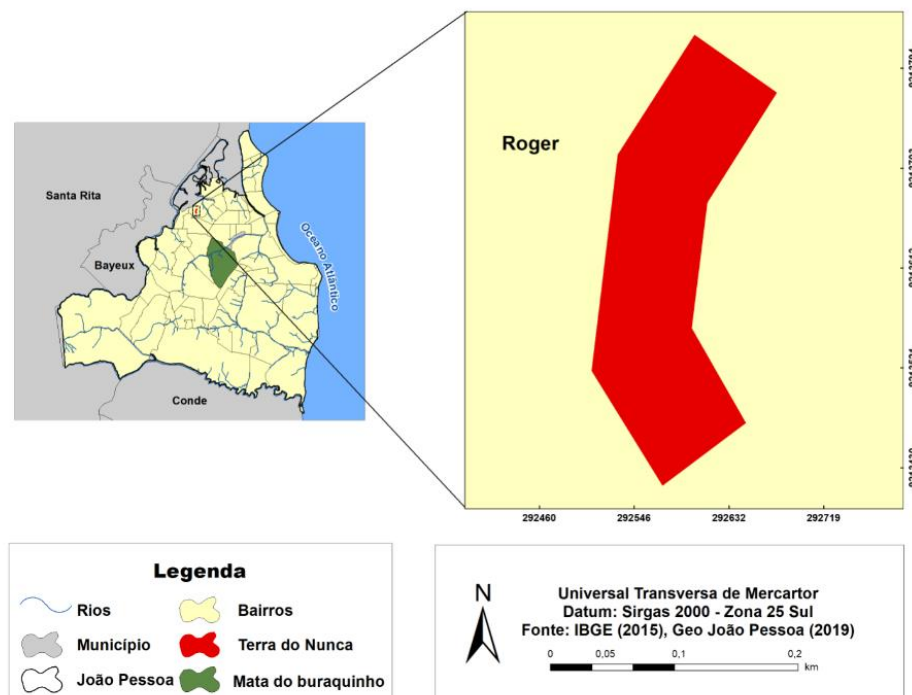 Roger
Santa Rita
Bayeux
Conde
Oceano Atlântico
292460
292546
292632
292719
Legenda
Rios
Bairros
Município
Terra do Nunca
João Pessoa
Mata do buraquinho
N
Universal Transversa de Mercartor
Datum: Sirgas 2000 - Zona 25 Sul
Fonte: IBGE (2015), Geo João Pessoa (2019)
0
0,05
0,1
0,2
km